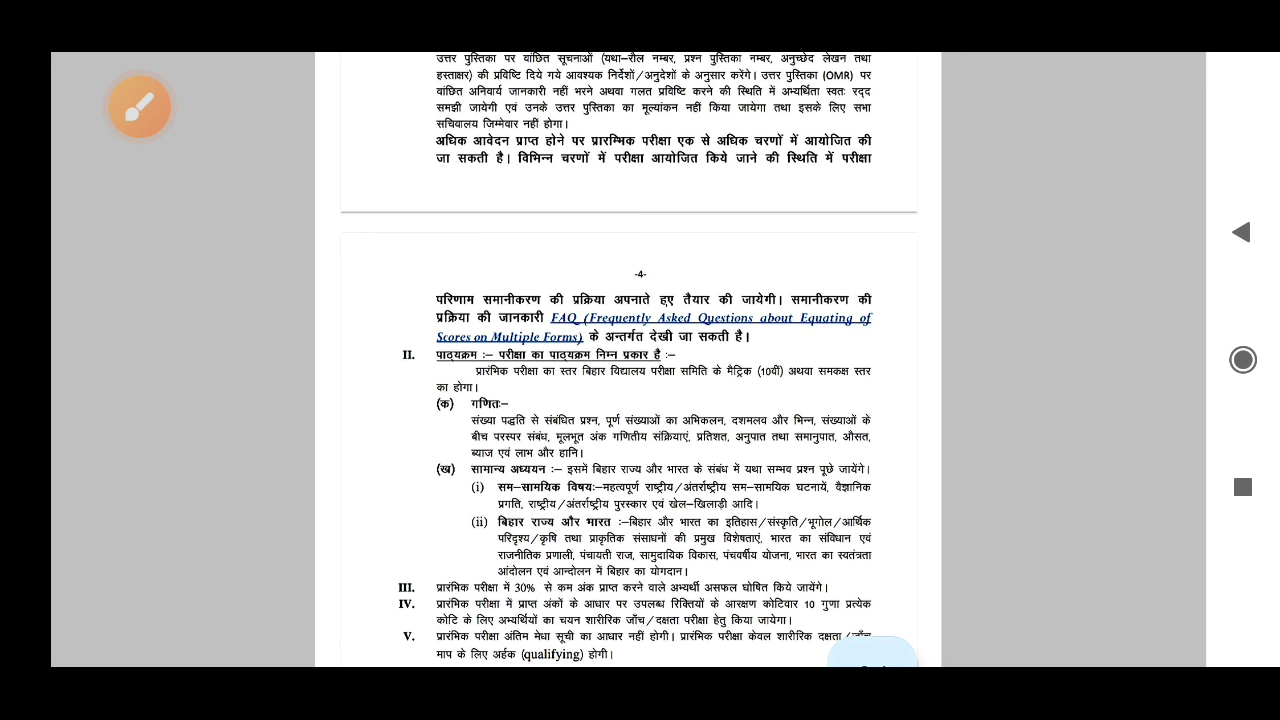 उत्तर पुस्तिका पर वांछित सूचनाओं (यथा–रौल नम्बर, प्रश्न पुस्तिका नम्बर, अनुच्छेद लेखन तथा
हस्ताक्षर) की प्रविष्टि दिये गये आवश्यक निर्देशों/अनुदेशों के अनुसार करेंगे। उत्तर पुस्तिका (OMR) पर
वांछित अनिवार्य जानकारी नहीं भरने अथवा गलत प्रविष्टि करने की स्थिति में अभ्यर्थिता स्वतः रद्द
समझी जायेगी एवं उनके उत्तर पुस्तिका का मूल्यांकन नहीं किया जायेगा तथा इसके लिए सभा
सचिवालय जिम्मेवार नहीं होगा।
अधिक आवेदन प्राप्त होने पर प्रारम्भिक परीक्षा एक से अधिक चरणों में आयोजित की
जा सकती है। विभिन्न चरणों में परीक्षा आयोजित किये जाने की स्थिति में परीक्षा
-4-
परिणाम समानीकरण की प्रक्रिया अपनाते हुए तैयार की जायेगी। समानीकरण की
प्रक्रिया की जानकारी FAQ (Frequently Asked Questions about Equating of
Scores on Multiple Forms) के अन्तर्गत देखी जा सकती है।
II. पाठ्यक्रम :– परीक्षा का पाठ्यक्रम निम्न प्रकार है :–
प्रारंभिक परीक्षा का स्तर बिहार विद्यालय परीक्षा समिति के मैट्रिक (10वीं) अथवा समकक्ष स्तर
का होगा।
(क) गणितः–
संख्या पद्धति से संबंधित प्रश्न, पूर्ण संख्याओं का अभिकलन, दशमलव और भिन्न, संख्याओं के
बीच परस्पर संबंध, मूलभूत अंक गणितीय संक्रियाएं, प्रतिशत, अनुपात तथा समानुपात, औसत,
ब्याज एवं लाभ और हानि।
(ख) सामान्य अध्ययन :– इसमें बिहार राज्य और भारत के संबंध में यथा सम्भव प्रश्न पूछे जायेंगे।
(i) सम–सामयिक विषयः–महत्वपूर्ण राष्ट्रीय/अंतर्राष्ट्रीय सम–सामयिक घटनायें, वैज्ञानिक
प्रगति, राष्ट्रीय/अंतर्राष्ट्रीय पुरस्कार एवं खेल–खिलाड़ी आदि।
(ii) बिहार राज्य और भारत :–बिहार और भारत का इतिहास/संस्कृति/भूगोल/आर्थिक
परिदृश्य/कृषि तथा प्राकृतिक संसाधनों की प्रमुख विशेषताएं, भारत का संविधान एवं
राजनीतिक प्रणाली, पंचायती राज, सामुदायिक विकास, पंचवर्षीय योजना, भारत का स्वतंत्रता
आंदोलन एवं आन्दोलन में बिहार का योगदान।
III. प्रारंभिक परीक्षा में 30% से कम अंक प्राप्त करने वाले अभ्यर्थी असफल घोषित किये जायेंगे।
IV. प्रारंभिक परीक्षा में प्राप्त अंकों के आधार पर उपलब्ध रिक्तियों के आरक्षण कोटिवार 10 गुणा प्रत्येक
कोटि के लिए अभ्यर्थियों का चयन शारीरिक जाँच/दक्षता परीक्षा हेतु किया जायेगा।
V. प्रारंभिक परीक्षा अंतिम मेधा सूची का आधार नहीं होगी। प्रारंभिक परीक्षा केवल शारीरिक दक्षता/जाँच
माप के लिए अर्हक (qualifying) होगी।